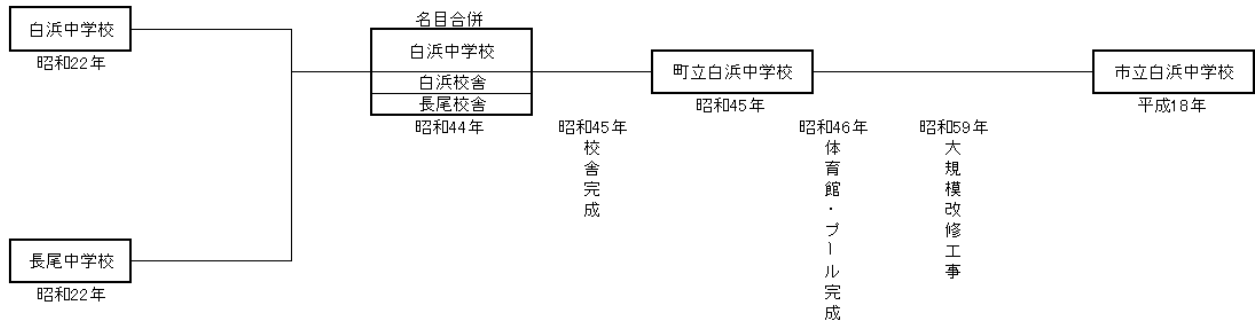 白浜中学校
昭和22年
長尾中学校
昭和22年
名目合併
白浜中学校
白浜校舎
長尾校舎
昭和44年
昭和45年
校舎完成
町立白浜中学校
昭和45年
昭和46年
体育館・プール完成
昭和59年
大規模改修工事
市立白浜中学校
平成18年